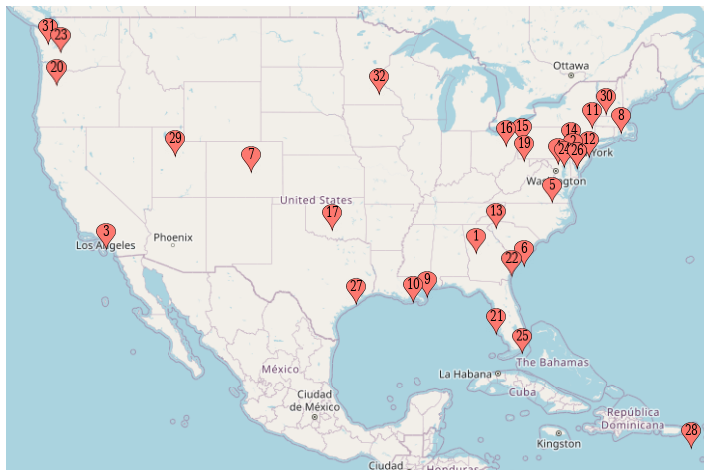 31
23
20
32
Ottawa
30
11
8
16
15
14
12
19
2
24
26
York
29
7
Washington
5
United States
17
13
3
Los Angeles
Phoenix
1
6
22
27
10
9
21
25
The Bahamas
México
La Habana
Cuba
Ciudad
de México
República
Dominicana
28
Kingston
Ciudad
Honduras